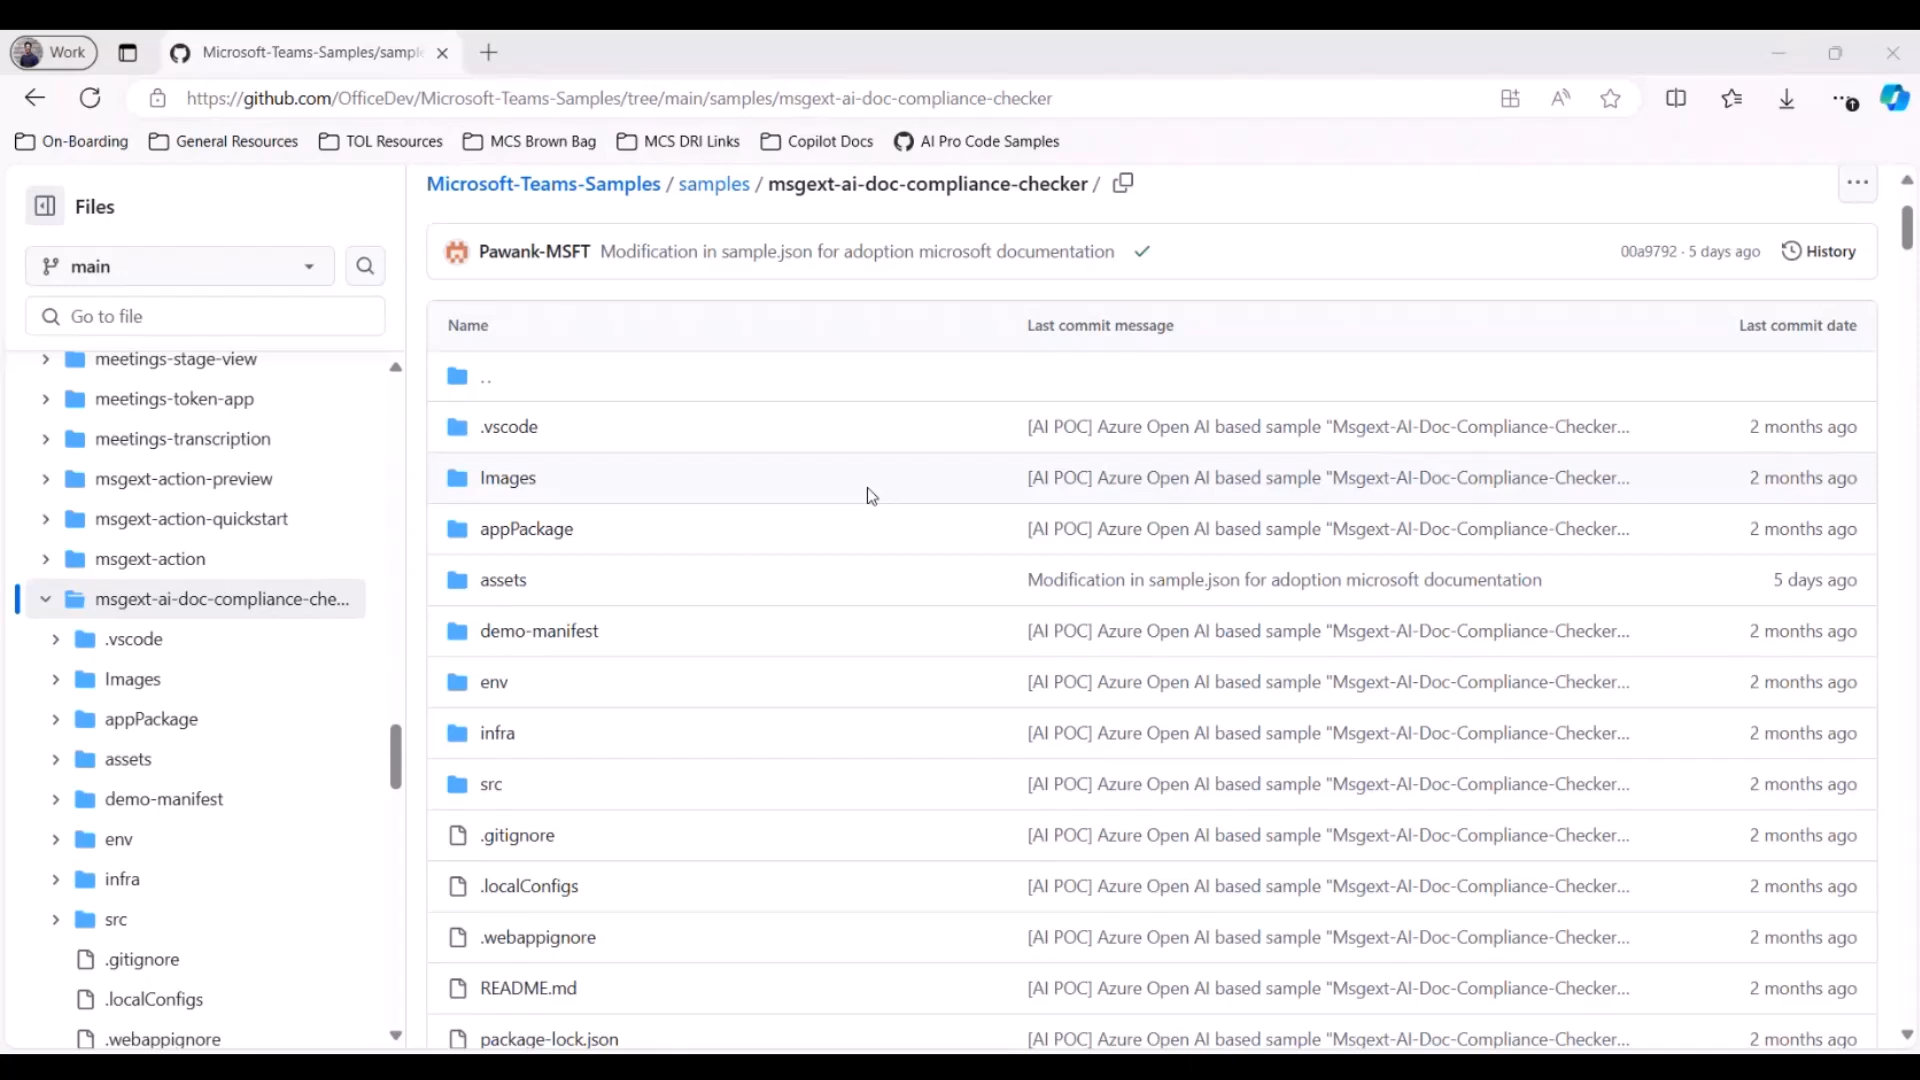 Work
Microsoft-Teams-Samples/sampl
https://github.com/OfficeDev/Microsoft-Teams-Samples/tree/main/samples/msgext-ai-doc-compliance-checker
On-Boarding
General Resources
TOL Resources
MCS Brown Bag
MCS DRI Links
Copilot Docs
AI Pro Code Samples
Files
main
Go to file
meetings-stage-view
meetings-token-app
meetings-transcription
msgext-action-preview
msgext-action-quickstart
msgext-action
msgext-ai-doc-compliance-che...
.vscode
Images
appPackage
assets
demo-manifest
env
infra
src
.gitignore
.localConfigs
.webappignore
Microsoft-Teams-Samples / samples / msgext-ai-doc-compliance-checker /
Pawank-MSFT Modification in sample.json for adoption microsoft documentation
00a9792 · 5 days ago History
Name Last commit message Last commit date
..
.vscode [AI POC] Azure Open AI based sample "Msgext-AI-Doc-Compliance-Checker... 2 months ago
Images [AI POC] Azure Open AI based sample "Msgext-AI-Doc-Compliance-Checker... 2 months ago
appPackage [AI POC] Azure Open AI based sample "Msgext-AI-Doc-Compliance-Checker... 2 months ago
assets Modification in sample.json for adoption microsoft documentation 5 days ago
demo-manifest [AI POC] Azure Open AI based sample "Msgext-AI-Doc-Compliance-Checker... 2 months ago
env [AI POC] Azure Open AI based sample "Msgext-AI-Doc-Compliance-Checker... 2 months ago
infra [AI POC] Azure Open AI based sample "Msgext-AI-Doc-Compliance-Checker... 2 months ago
src [AI POC] Azure Open AI based sample "Msgext-AI-Doc-Compliance-Checker... 2 months ago
.gitignore [AI POC] Azure Open AI based sample "Msgext-AI-Doc-Compliance-Checker... 2 months ago
.localConfigs [AI POC] Azure Open AI based sample "Msgext-AI-Doc-Compliance-Checker... 2 months ago
.webappignore [AI POC] Azure Open AI based sample "Msgext-AI-Doc-Compliance-Checker... 2 months ago
README.md [AI POC] Azure Open AI based sample "Msgext-AI-Doc-Compliance-Checker... 2 months ago
package-lock.json [AI POC] Azure Open AI based sample "Msgext-AI-Doc-Compliance-Checker... 2 months ago